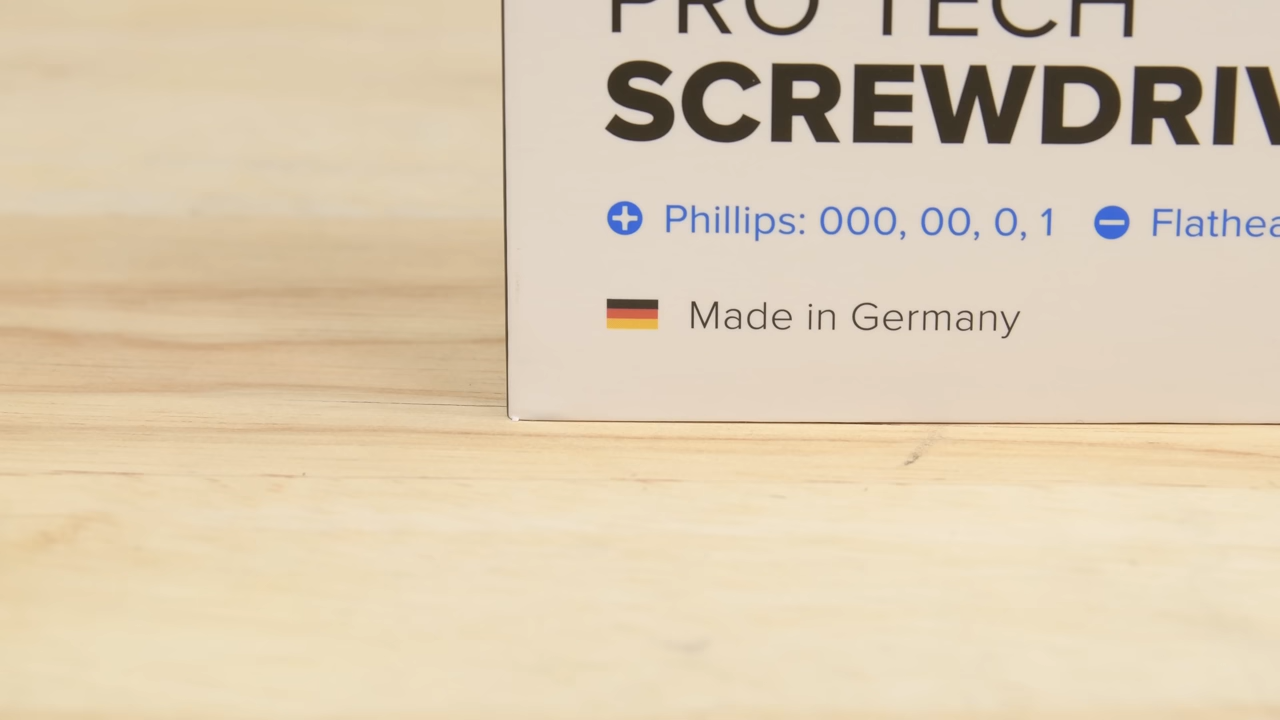 PRO TECH
SCREWDRIV
Phillips: 000, 00, 0, 1 Flathea
Made in Germany